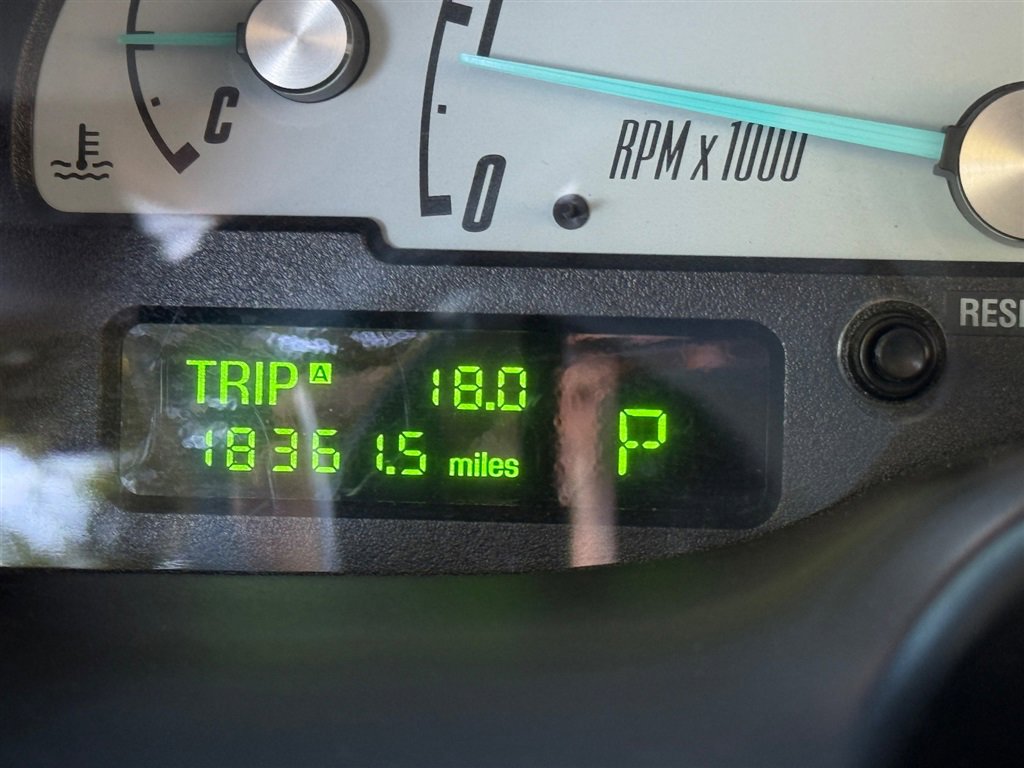 C
0
RPM x 1000
RES
TRIP A 18.0
18361.5 miles
P